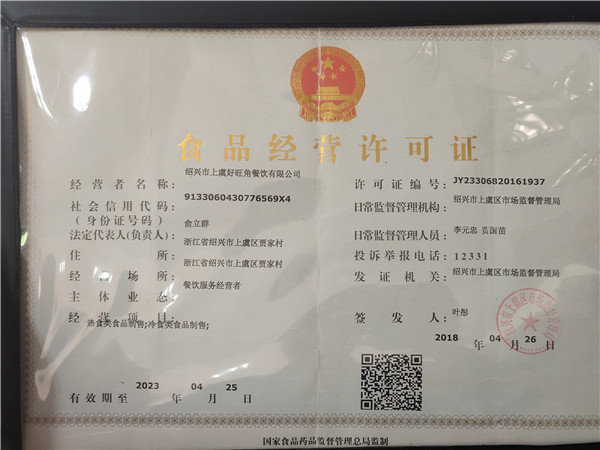 食品经营许可证
经营者名称： 绍兴市上虞好旺角餐饮有限公司
社会信用代码： 9133060430776569X4
（身份证号码）
法定代表人(负责人)： 俞立群
住所： 浙江省绍兴市上虞区贾家村
经营场所： 浙江省绍兴市上虞区贾家村
主体业态： 餐饮服务经营者
经营项目： 热食类食品制售;冷食类食品制售;
许可证编号： JY23306820161937
日常监督管理机构： 绍兴市上虞区市场监督管理局
日常监督管理人员： 李元忠
投诉举报电话： 12331
发证机关： 绍兴市上虞区市场监督管理局
签发人： 叶彤
2018 年 04 月 26 日
有效期至 2023 年 04 月 25 日
国家食品药品监督管理总局监制